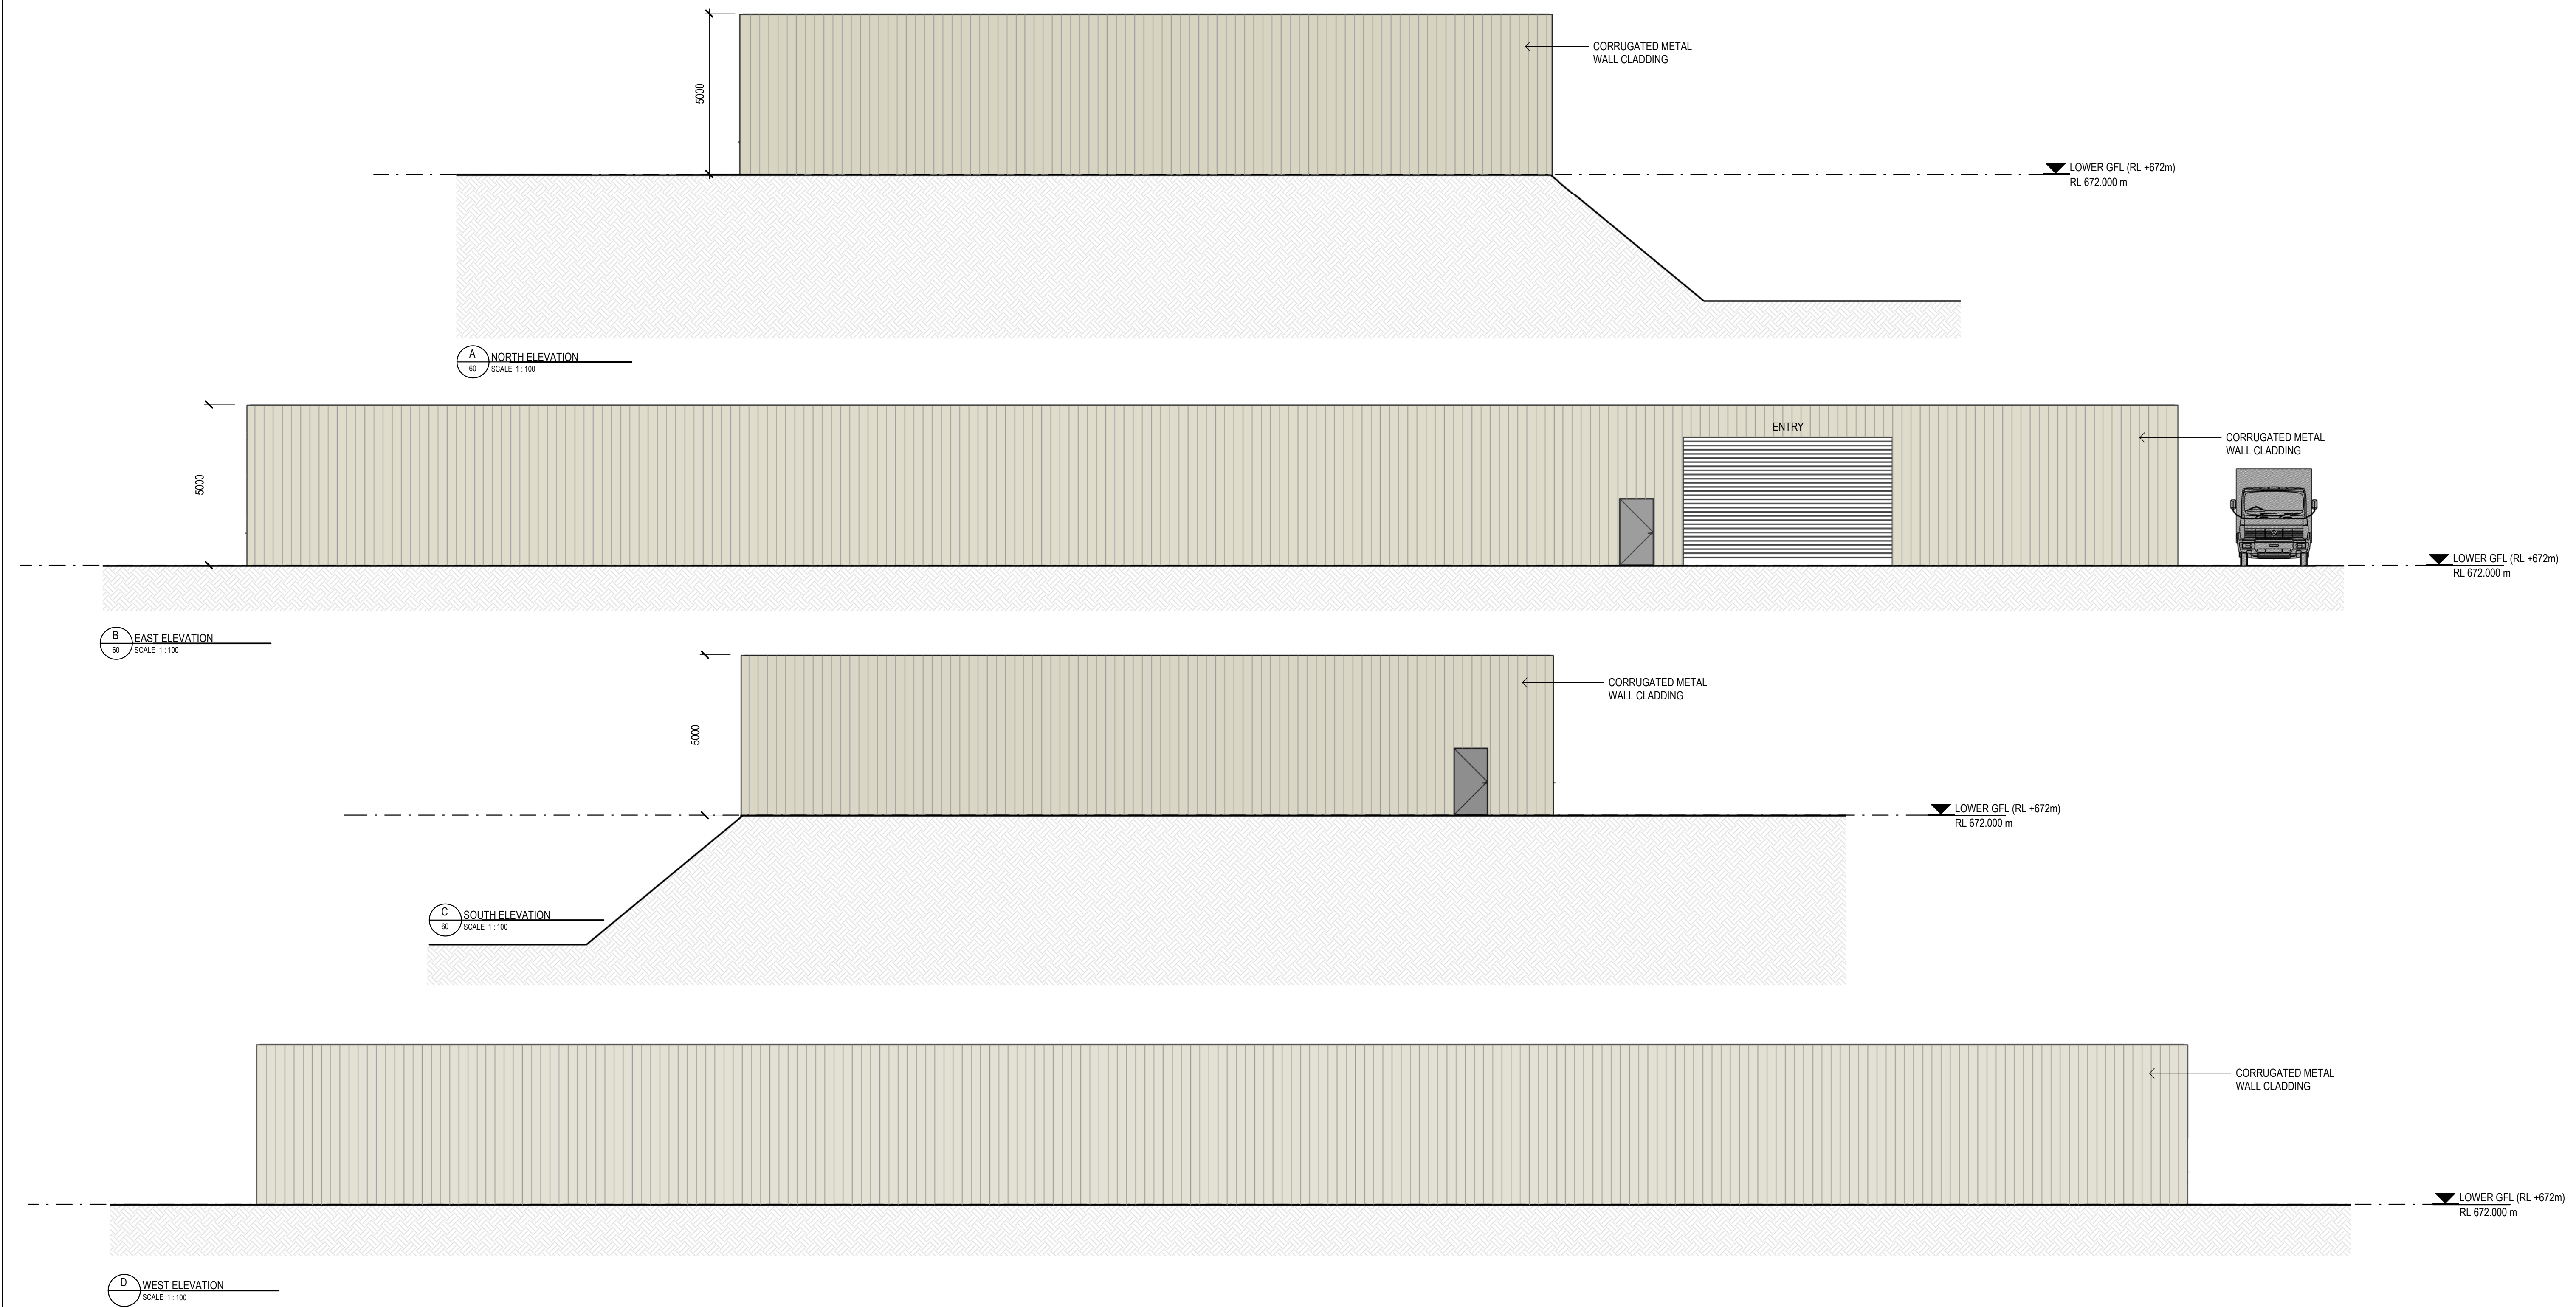 5000
CORRUGATED METAL
WALL CLADDING
LOWER GFL (RL +672m)
RL 672.000 m
A
60
NORTH ELEVATION
SCALE 1 : 100
5000
ENTRY
CORRUGATED METAL
WALL CLADDING
LOWER GFL (RL +672m)
RL 672.000 m
B
60
EAST ELEVATION
SCALE 1 : 100
5000
CORRUGATED METAL
WALL CLADDING
LOWER GFL (RL +672m)
RL 672.000 m
C
60
SOUTH ELEVATION
SCALE 1 : 100
CORRUGATED METAL
WALL CLADDING
LOWER GFL (RL +672m)
RL 672.000 m
D
WEST ELEVATION
SCALE 1 : 100